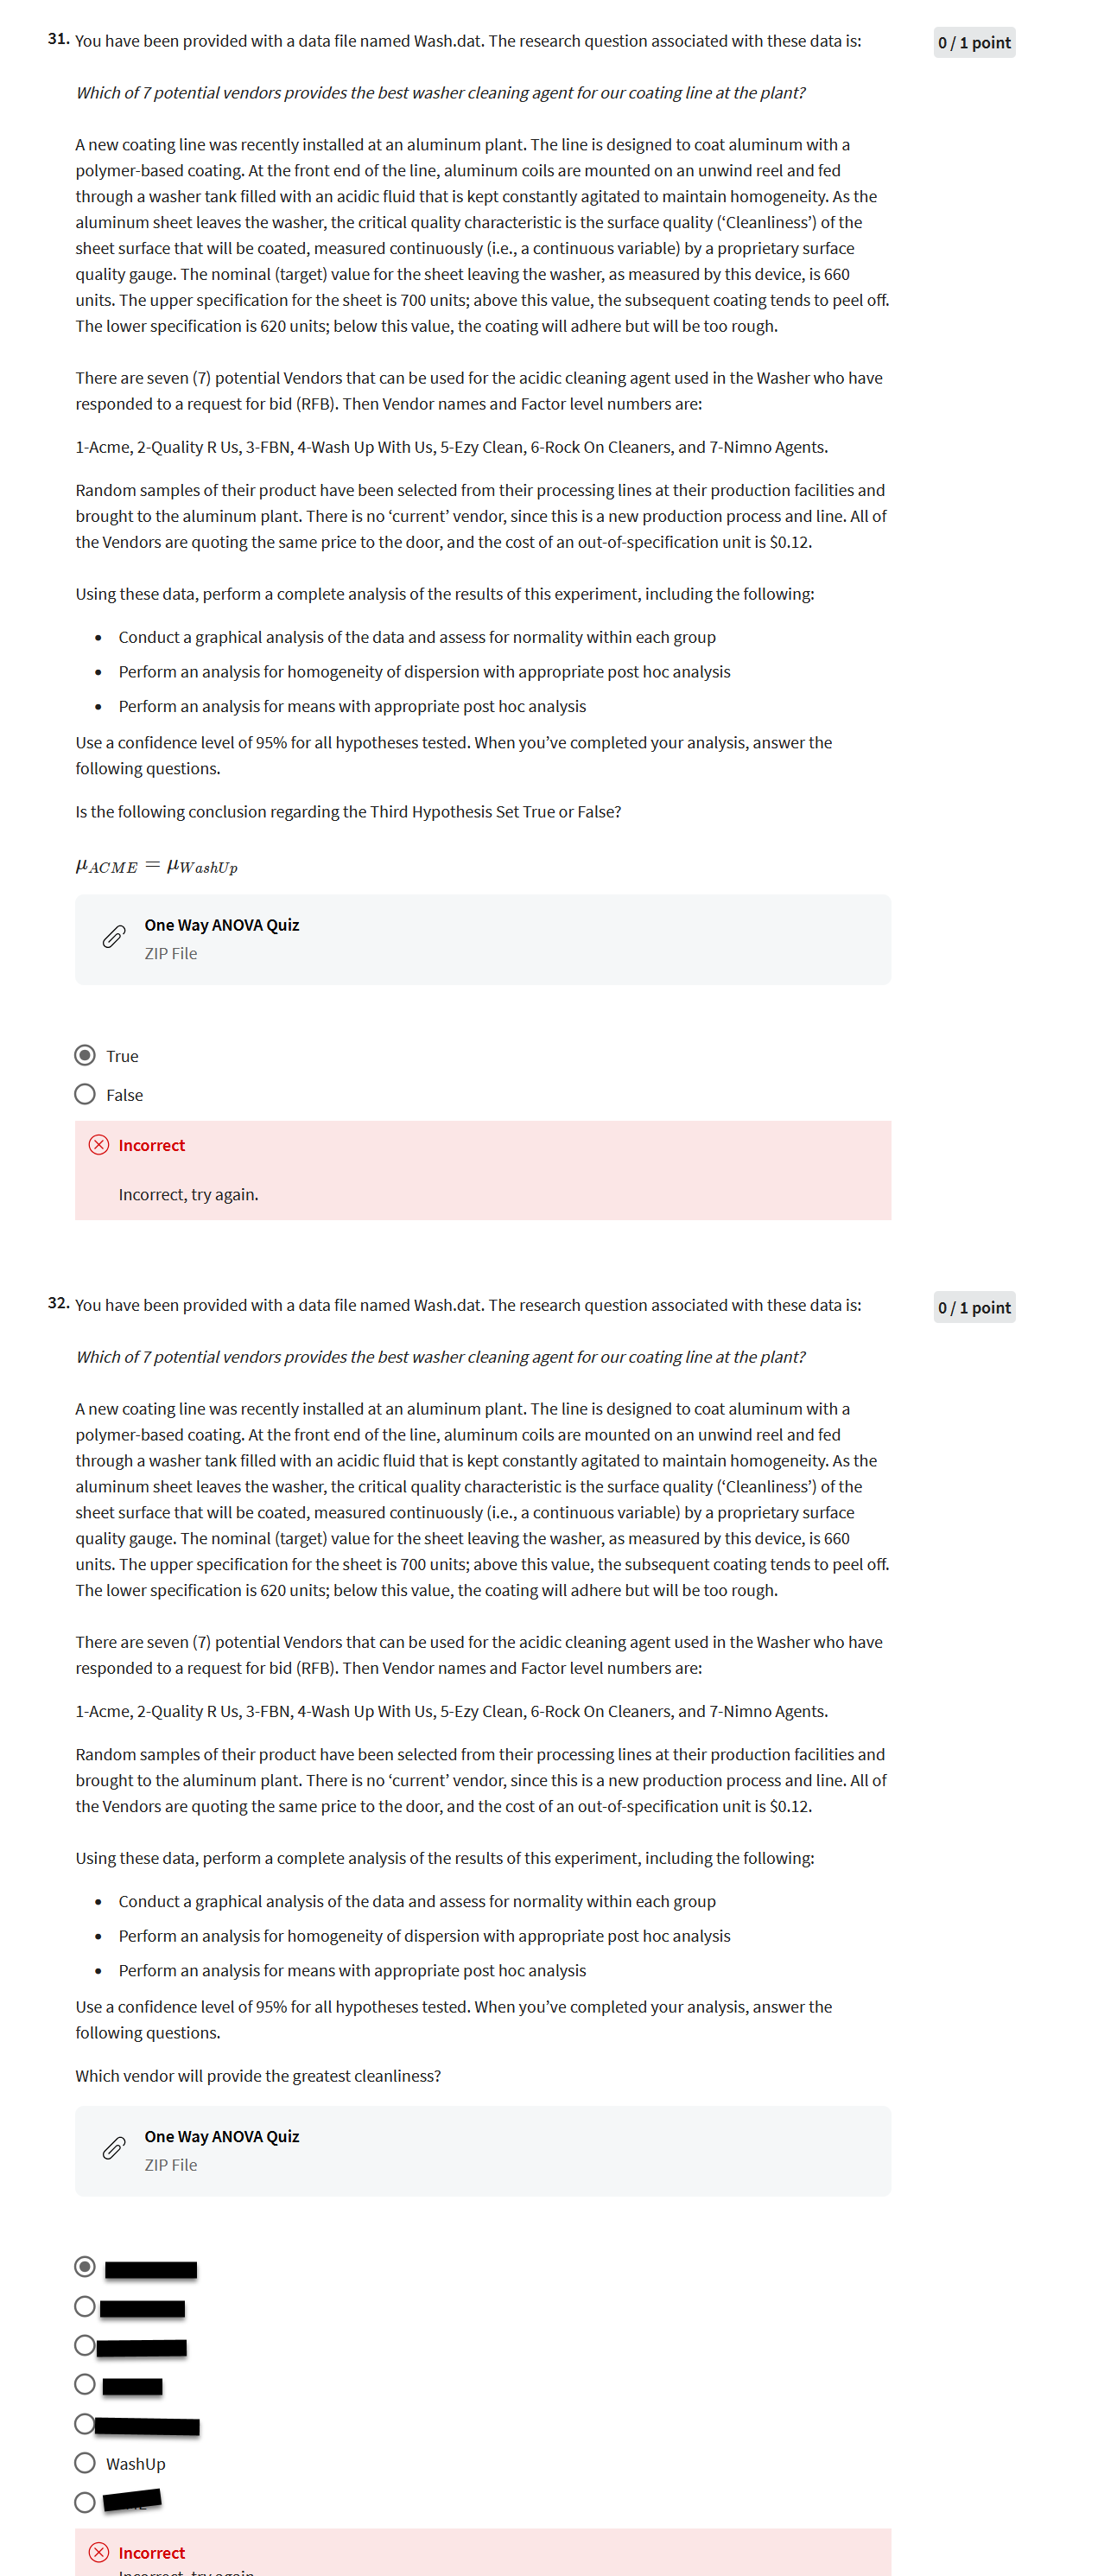 31. You have been provided with a data file named Wash.dat. The research question associated with these data is:
0 / 1 point
Which of 7 potential vendors provides the best washer cleaning agent for our coating line at the plant?
A new coating line was recently installed at an aluminum plant. The line is designed to coat aluminum with a
polymer-based coating. At the front end of the line, aluminum coils are mounted on an unwind reel and fed
through a washer tank filled with an acidic fluid that is kept constantly agitated to maintain homogeneity. As the
aluminum sheet leaves the washer, the critical quality characteristic is the surface quality (‘Cleanliness’) of the
sheet surface that will be coated, measured continuously (i.e., a continuous variable) by a proprietary surface
quality gauge. The nominal (target) value for the sheet leaving the washer, as measured by this device, is 660
units. The upper specification for the sheet is 700 units; above this value, the subsequent coating tends to peel off.
The lower specification is 620 units; below this value, the coating will adhere but will be too rough.
There are seven (7) potential Vendors that can be used for the acidic cleaning agent used in the Washer who have
responded to a request for bid (RFB). Then Vendor names and Factor level numbers are:
1-Acme, 2-Quality R Us, 3-FBN, 4-Wash Up With Us, 5-Ezy Clean, 6-Rock On Cleaners, and 7-Nimno Agents.
Random samples of their product have been selected from their processing lines at their production facilities and
brought to the aluminum plant. There is no ‘current’ vendor, since this is a new production process and line. All of
the Vendors are quoting the same price to the door, and the cost of an out-of-specification unit is $0.12.
Using these data, perform a complete analysis of the results of this experiment, including the following:
• Conduct a graphical analysis of the data and assess for normality within each group
• Perform an analysis for homogeneity of dispersion with appropriate post hoc analysis
• Perform an analysis for means with appropriate post hoc analysis
Use a confidence level of 95% for all hypotheses tested. When you’ve completed your analysis, answer the
following questions.
Is the following conclusion regarding the Third Hypothesis Set True or False?
μACME = μWashUp
One Way ANOVA Quiz
ZIP File
True
False
Incorrect
Incorrect, try again.
32. You have been provided with a data file named Wash.dat. The research question associated with these data is:
0 / 1 point
Which of 7 potential vendors provides the best washer cleaning agent for our coating line at the plant?
A new coating line was recently installed at an aluminum plant. The line is designed to coat aluminum with a
polymer-based coating. At the front end of the line, aluminum coils are mounted on an unwind reel and fed
through a washer tank filled with an acidic fluid that is kept constantly agitated to maintain homogeneity. As the
aluminum sheet leaves the washer, the critical quality characteristic is the surface quality (‘Cleanliness’) of the
sheet surface that will be coated, measured continuously (i.e., a continuous variable) by a proprietary surface
quality gauge. The nominal (target) value for the sheet leaving the washer, as measured by this device, is 660
units. The upper specification for the sheet is 700 units; above this value, the subsequent coating tends to peel off.
The lower specification is 620 units; below this value, the coating will adhere but will be too rough.
There are seven (7) potential Vendors that can be used for the acidic cleaning agent used in the Washer who have
responded to a request for bid (RFB). Then Vendor names and Factor level numbers are:
1-Acme, 2-Quality R Us, 3-FBN, 4-Wash Up With Us, 5-Ezy Clean, 6-Rock On Cleaners, and 7-Nimno Agents.
Random samples of their product have been selected from their processing lines at their production facilities and
brought to the aluminum plant. There is no ‘current’ vendor, since this is a new production process and line. All of
the Vendors are quoting the same price to the door, and the cost of an out-of-specification unit is $0.12.
Using these data, perform a complete analysis of the results of this experiment, including the following:
• Conduct a graphical analysis of the data and assess for normality within each group
• Perform an analysis for homogeneity of dispersion with appropriate post hoc analysis
• Perform an analysis for means with appropriate post hoc analysis
Use a confidence level of 95% for all hypotheses tested. When you’ve completed your analysis, answer the
following questions.
Which vendor will provide the greatest cleanliness?
One Way ANOVA Quiz
ZIP File
WashUp
Incorrect